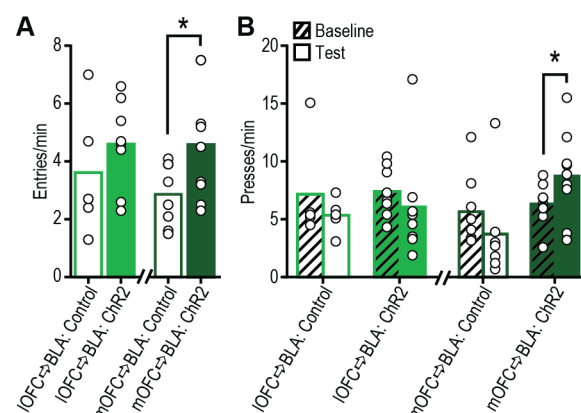 A
B
Entries/min
8
6
4
2
0
*
lOFC⇨BLA: Control
lOFC⇨BLA: ChR2
mOFC⇨BLA: Control
mOFC⇨BLA: ChR2
Baseline
Test
Presses/min
20
15
10
5
0
*
lOFC⇨BLA: Control
lOFC⇨BLA: ChR2
mOFC⇨BLA: Control
mOFC⇨BLA: ChR2